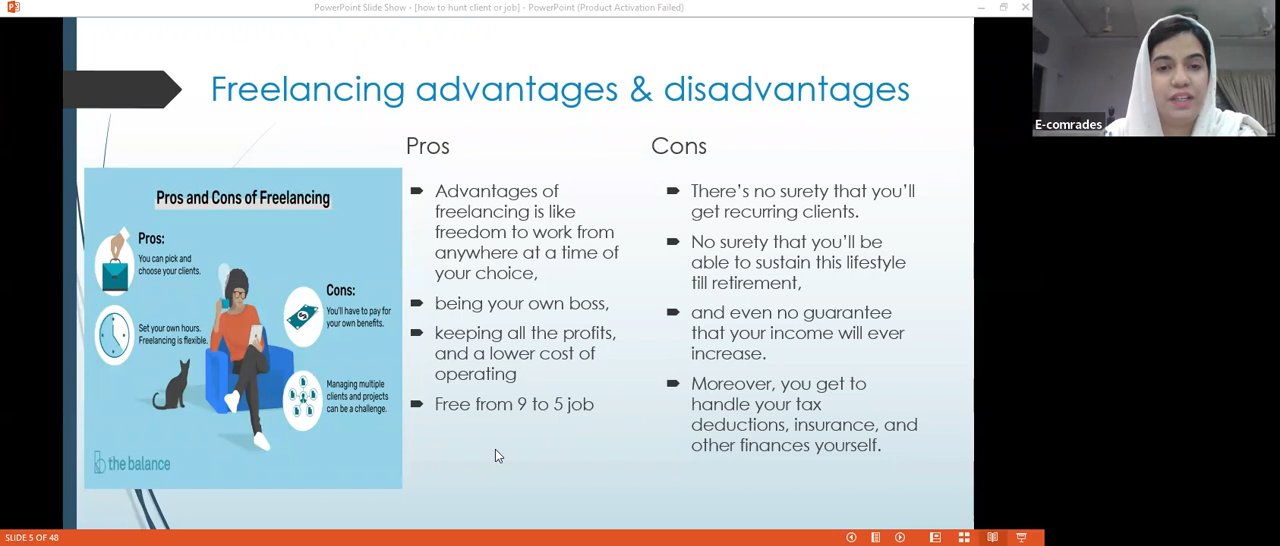 PowerPoint Slide Show - [how to hunt client or job] - PowerPoint (Product Activation Failed)
E-comrades
Freelancing advantages & disadvantages
Pros and Cons of Freelancing
Pros:
You can pick and
choose your clients.
Set your own hours.
Freelancing is flexible.
Cons:
You'll have to pay for
your own benefits.
Managing multiple
clients and projects
can be a challenge.
the balance
Pros
Advantages of
freelancing is like
freedom to work from
anywhere at a time of
your choice,
being your own boss,
keeping all the profits,
and a lower cost of
operating
Free from 9 to 5 job
Cons
There's no surety that you'll
get recurring clients.
No surety that you'll be
able to sustain this lifestyle
till retirement,
and even no guarantee
that your income will ever
increase.
Moreover, you get to
handle your tax
deductions, insurance, and
other finances yourself.
SLIDE 5 OF 48